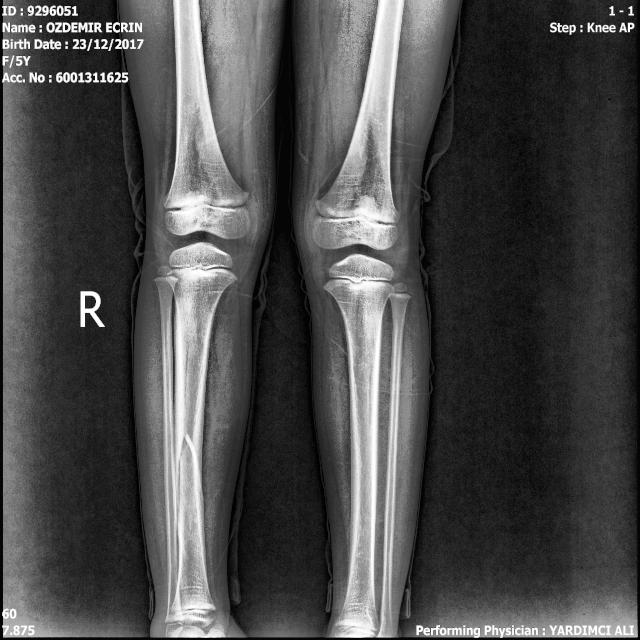 ID : 9296051
Name : OZDEMIR ECRIN
Birth Date : 23/12/2017
F/5Y
Acc. No : 6001311625
1 - 1
Step : Knee AP
R
60
7.875
Performing Physician : YARDIMCI ALI